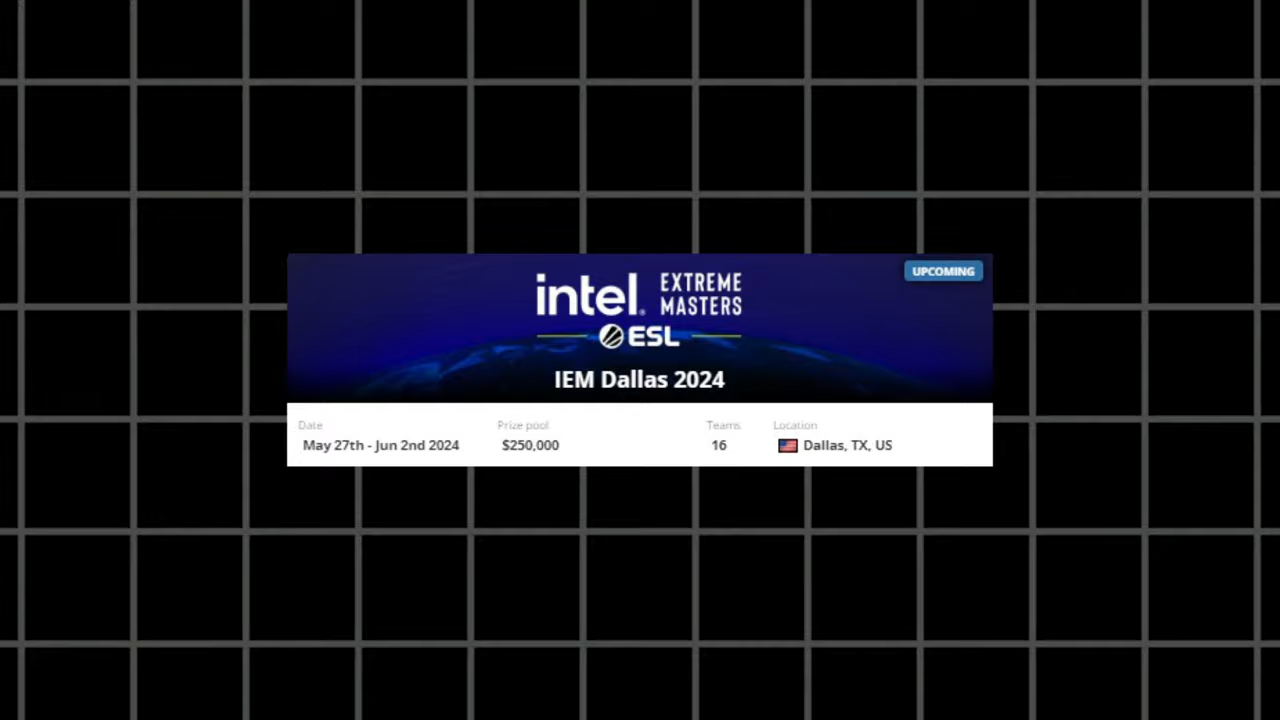 UPCOMING
intel. EXTREME MASTERS
ESL
IEM Dallas 2024
Date Prize pool Teams Location
May 27th - Jun 2nd 2024 $250,000 16 Dallas, TX, US